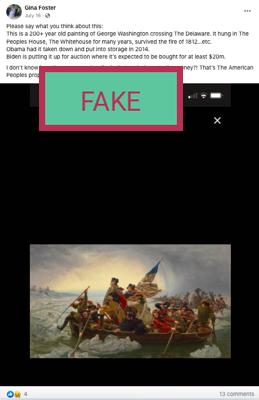 Gina Foster
July 16 ·
Please say what you think about this:
This is a 200+ year old painting of George Washington crossing The Delaware. It hung in The
Peoples House, The Whitehouse for many years, survived the fire of 1812...etc.
Obama had it taken down and put into storage in 2014.
Biden is putting it up for auction where it's expected to be bought for at least $20m.
I don't know
money?! That's The American
Peoples
FAKE
4
13 comments